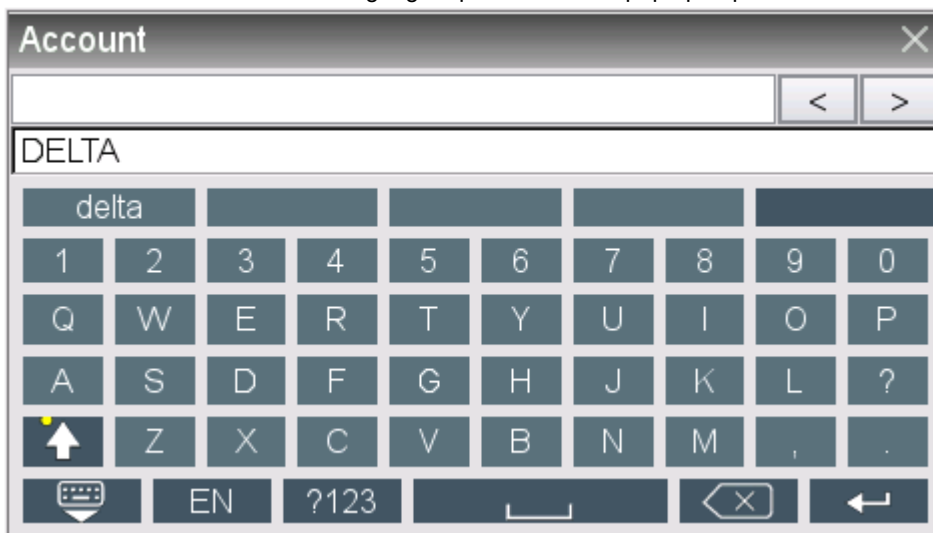 Account
< >
DELTA
delta
1 2 3 4 5 6 7 8 9 0
Q W E R T Y U I O P
A S D F G H J K L ?
Z X C V B N M , .
EN ?123